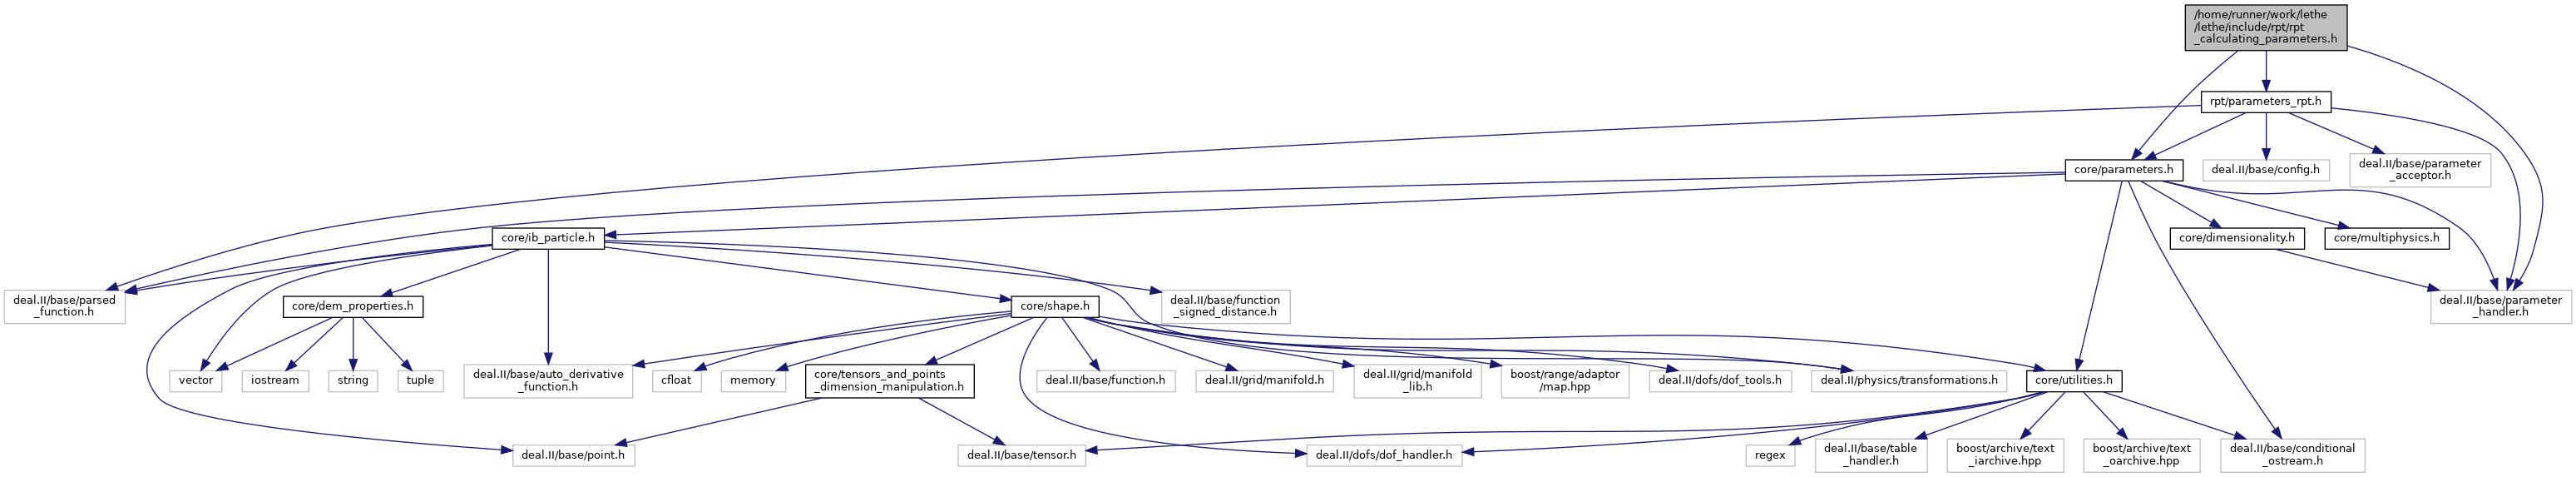 /home/runner/work/lethe
/lethe/include/rpt/rpt
_calculating_parameters.h
rpt/parameters_rpt.h
core/parameters.h
deal.II/base/config.h
deal.II/base/parameter
_acceptor.h
core/ib_particle.h
core/dimensionality.h
core/multiphysics.h
deal.II/base/parsed
_function.h
core/dem_properties.h
core/shape.h
deal.II/base/function
_signed_distance.h
deal.II/base/parameter
_handler.h
vector
iostream
string
tuple
deal.II/base/auto_derivative
_function.h
cfloat
memory
core/tensors_and_points
_dimension_manipulation.h
deal.II/base/function.h
deal.II/grid/manifold.h
deal.II/grid/manifold
_lib.h
boost/range/adaptor
/map.hpp
deal.II/dofs/dof_tools.h
deal.II/physics/transformations.h
core/utilities.h
deal.II/base/point.h
deal.II/base/tensor.h
deal.II/dofs/dof_handler.h
regex
deal.II/base/table
_handler.h
boost/archive/text
_iarchive.hpp
boost/archive/text
_oarchive.hpp
deal.II/base/conditional
_ostream.h